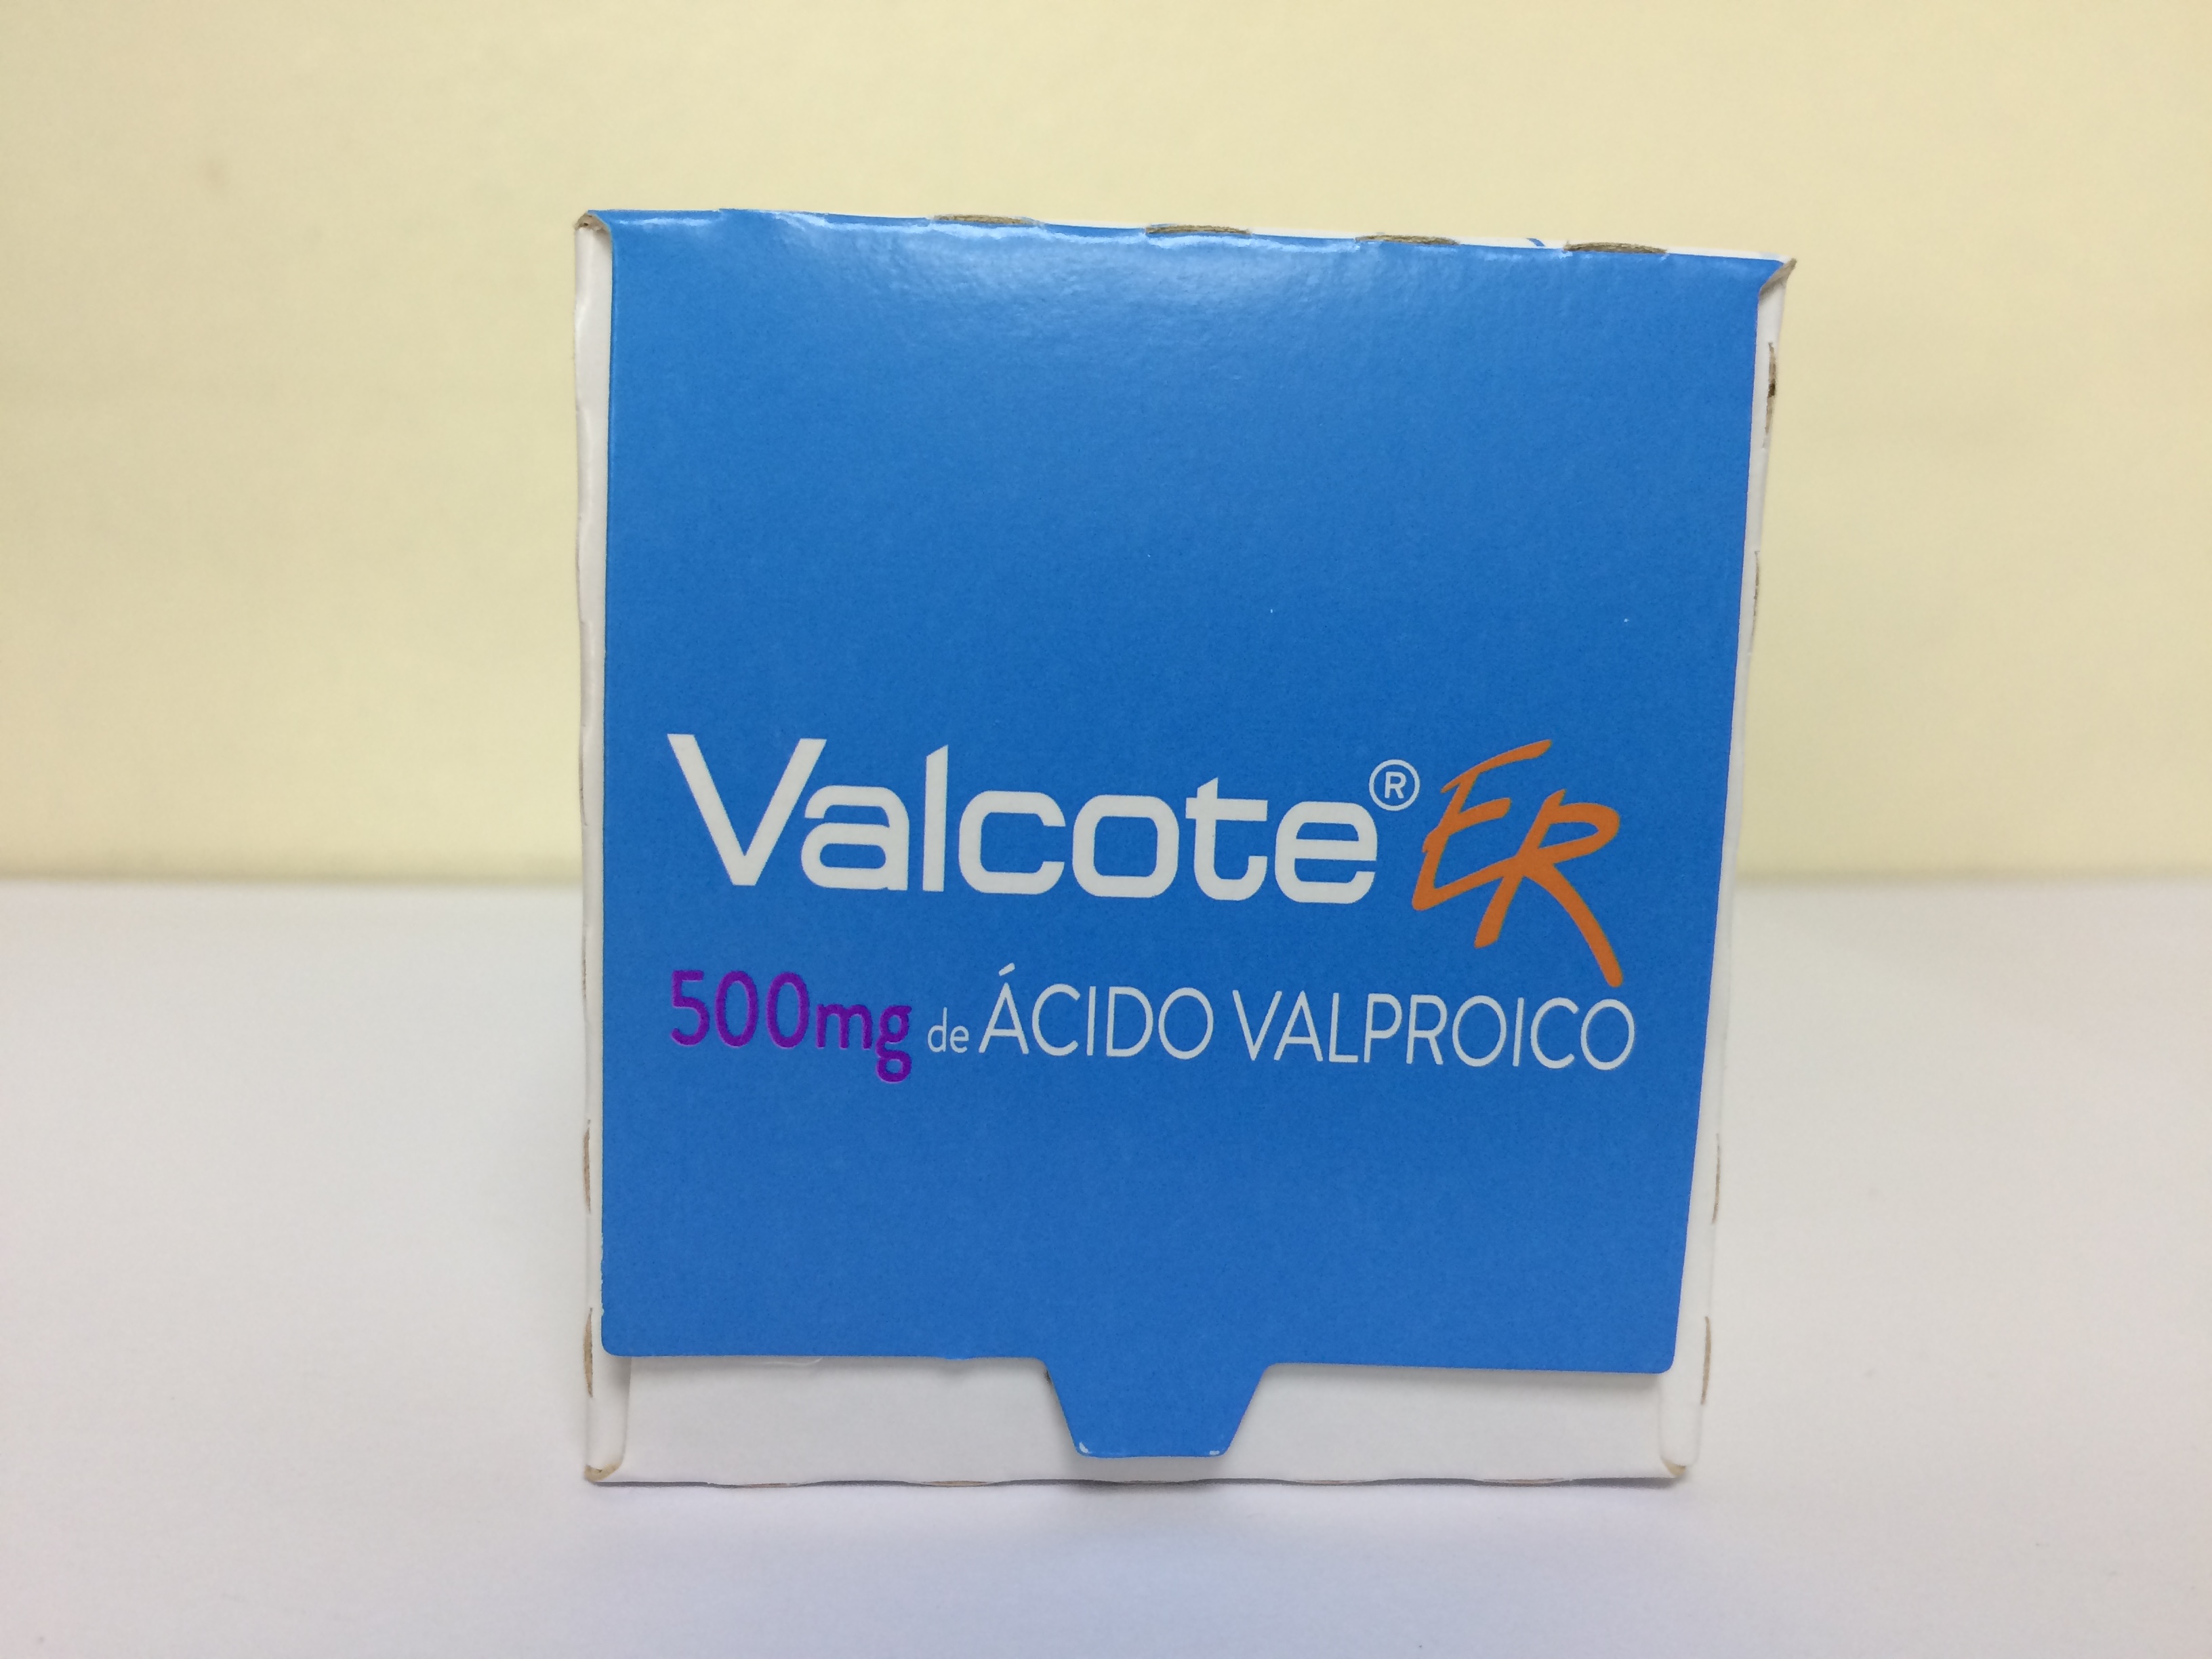 Valcote® ER
500mg de ÁCIDO VALPROICO